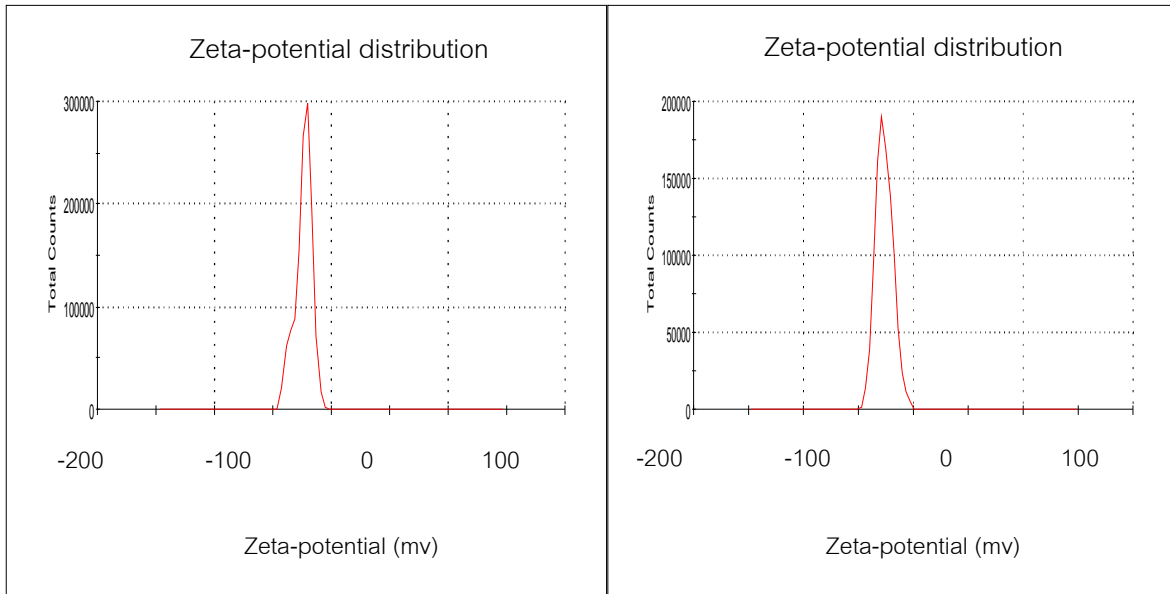 Zeta-potential distribution
300000
200000
100000
0
Total Counts
-200 -100 0 100
Zeta-potential (mv)
Zeta-potential distribution
200000
150000
100000
50000
0
Total Counts
-200 -100 0 100
Zeta-potential (mv)